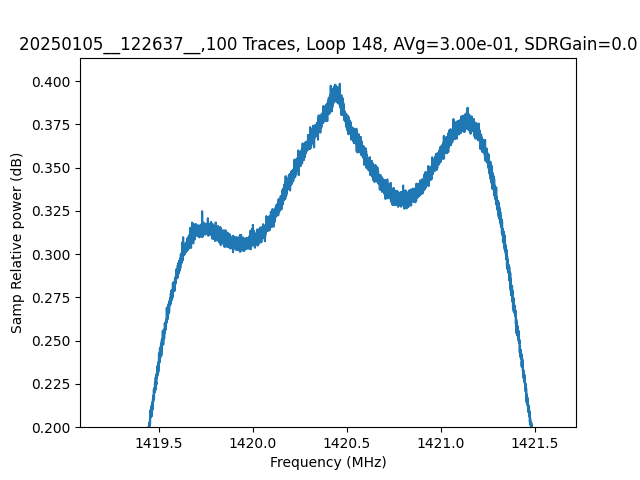 20250105__122637__,100 Traces, Loop 148, AVg=3.00e-01, SDRGain=0.0
0.400
0.375
0.350
0.325
0.300
0.275
0.250
0.225
0.200
Samp Relative power (dB)
1419.5 1420.0 1420.5 1421.0 1421.5
Frequency (MHz)